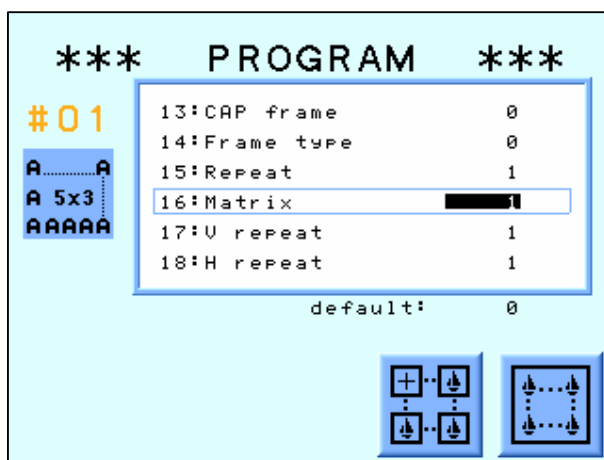 *** PROGRAM ***
#01
13:CAP frame 0
14:Frame type 0
15:Repeat 1
16:Matrix 1
17:V repeat 1
18:H repeat 1
default: 0
A............A
A 5x3
AAAAA